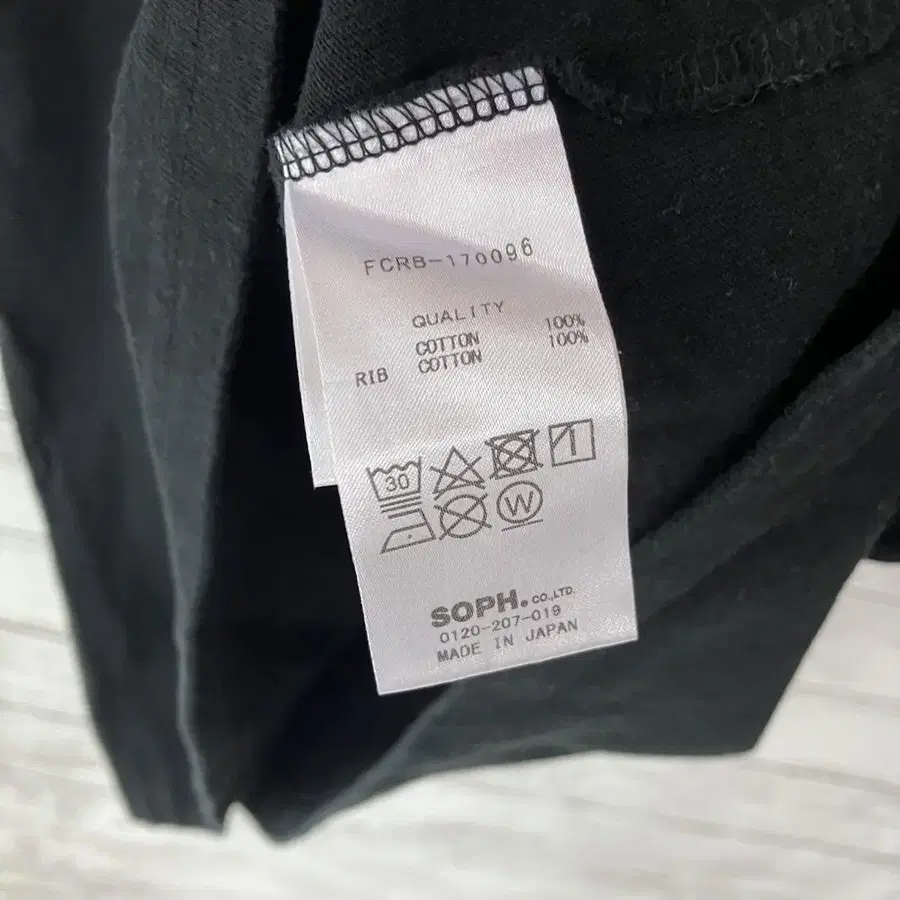 FCRB-170096
QUALITY
COTTON 100%
RIB COTTON 100%
30
W
SOPH. CO.,LTD.
0120-207-019
MADE IN JAPAN